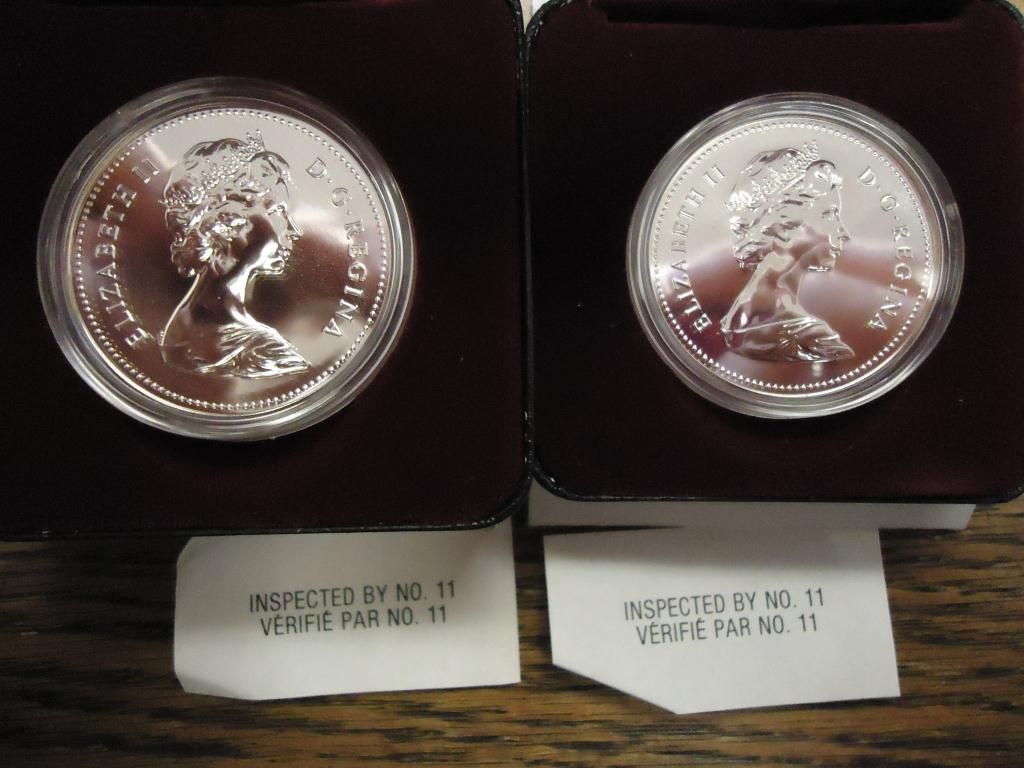 ELIZABETH II D·G·REGINA
ELIZABETH II D·G·REGINA
INSPECTED BY NO. 11
VÉRIFIÉ PAR NO. 11
INSPECTED BY NO. 11
VÉRIFIÉ PAR NO. 11